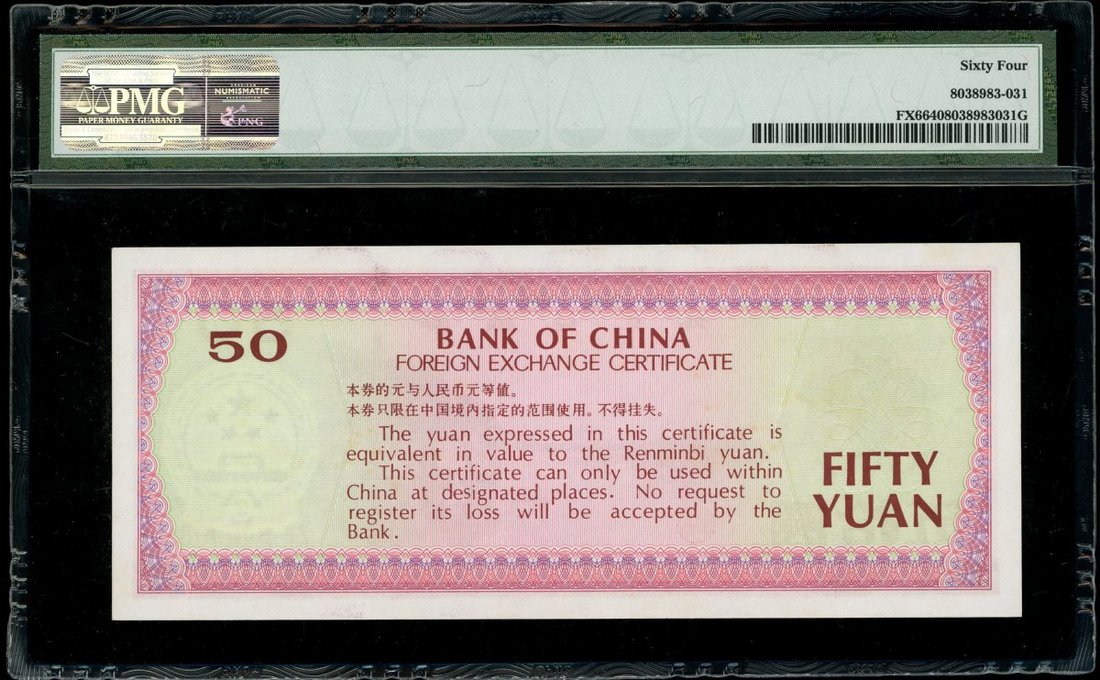 PMG
PAPER MONEY GUARANTY
NUMISMATIC
PNG
Sixty Four
8038983-031
FX66408038983031G
50
BANK OF CHINA
FOREIGN EXCHANGE CERTIFICATE
本券的元与人民币元等值。
本券只限在中国境内指定的范围使用。不得挂失。
The yuan expressed in this certificate is
equivalent in value to the Renminbi yuan.
This certificate can only be used within
China at designated places. No request to
register its loss will be accepted by the
Bank.
FIFTY
YUAN